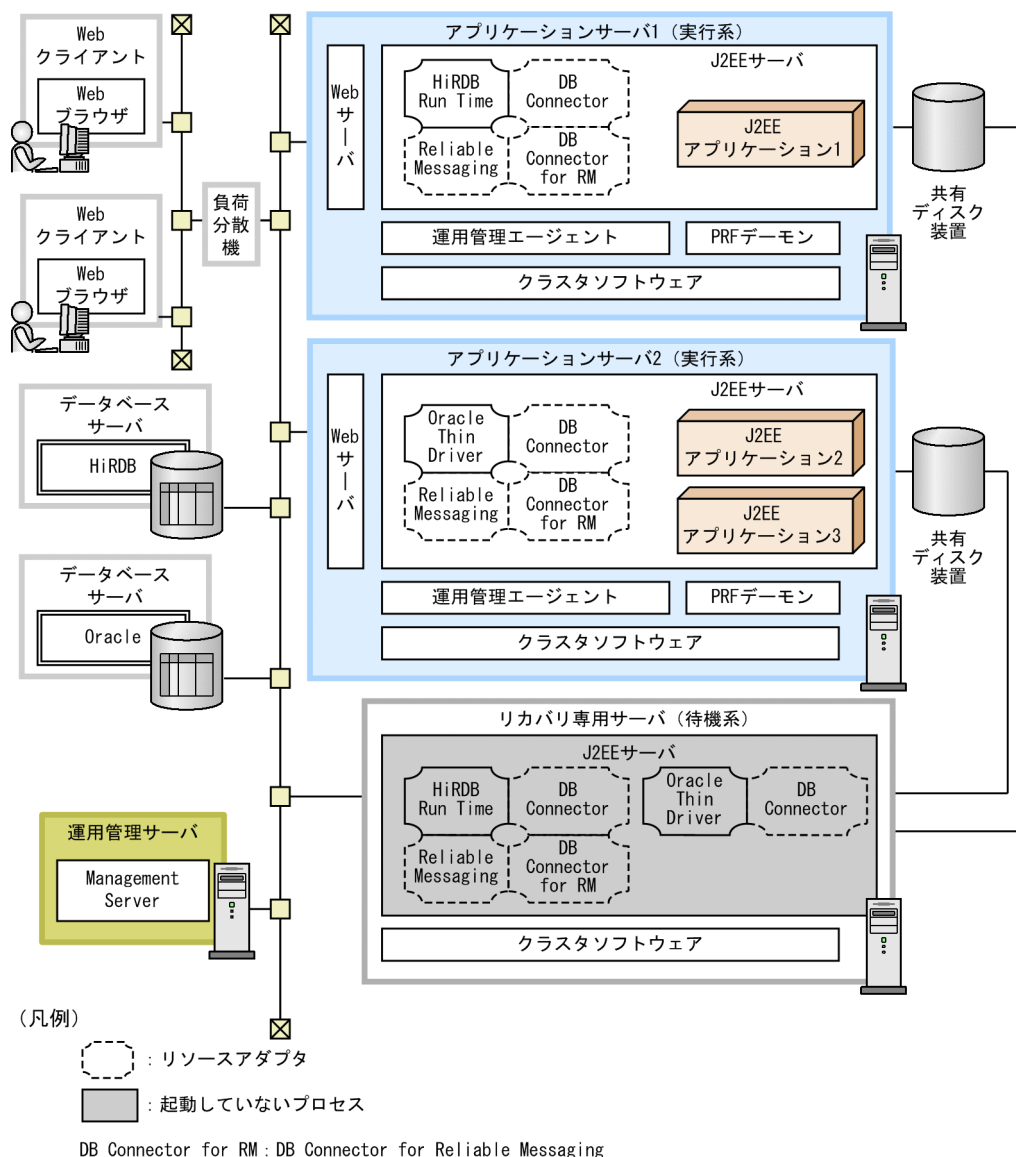 Web
クライアント
Web
ブラウザ
Web
クライアント
Web
ブラウザ
負荷
分散
機
データベース
サーバ
HiRDB
データベース
サーバ
Oracle
運用管理サーバ
Management
Server
アプリケーションサーバ1（実行系）
Web
サーバ
J2EEサーバ
HiRDB
Run Time
DB
Connector
Reliable
Messaging
DB
Connector
for RM
J2EE
アプリケーション1
運用管理エージェント
PRFデーモン
クラスタソフトウェア
共有
ディスク
装置
アプリケーションサーバ2（実行系）
Web
サーバ
J2EEサーバ
Oracle
Thin
Driver
DB
Connector
Reliable
Messaging
DB
Connector
for RM
J2EE
アプリケーション2
J2EE
アプリケーション3
運用管理エージェント
PRFデーモン
クラスタソフトウェア
共有
ディスク
装置
リカバリ専用サーバ（待機系）
J2EEサーバ
HiRDB
Run Time
DB
Connector
Oracle
Thin
Driver
DB
Connector
Reliable
Messaging
DB
Connector
for RM
クラスタソフトウェア
（凡例）
：リソースアダプタ
：起動していないプロセス
DB Connector for RM：DB Connector for Reliable Messaging